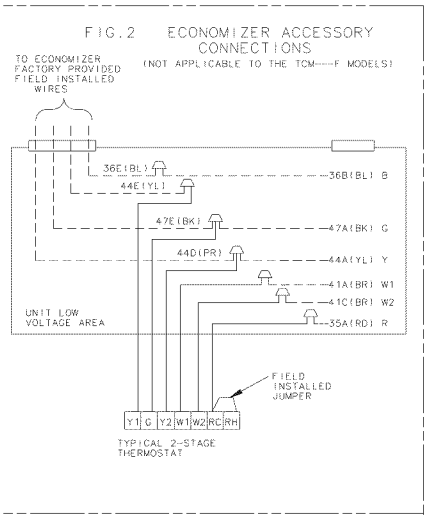 FIG.2 ECONOMIZER ACCESSORY
CONNECTIONS
(NOT APPLICABLE TO THE TCM---F MODELS)
TO ECONOMIZER
FACTORY PROVIDED
FIELD INSTALLED
WIRES
36E(BL)
36B(BL) B
44E(YL)
47E(BK)
47A(BK) G
44D(PR)
44A(YL) Y
41A(BR) W1
41C(BR) W2
35A(RD) R
UNIT LOW
VOLTAGE AREA
FIELD
INSTALLED
JUMPER
Y1 G Y2 W1 W2 RC RH
TYPICAL 2-STAGE
THERMOSTAT